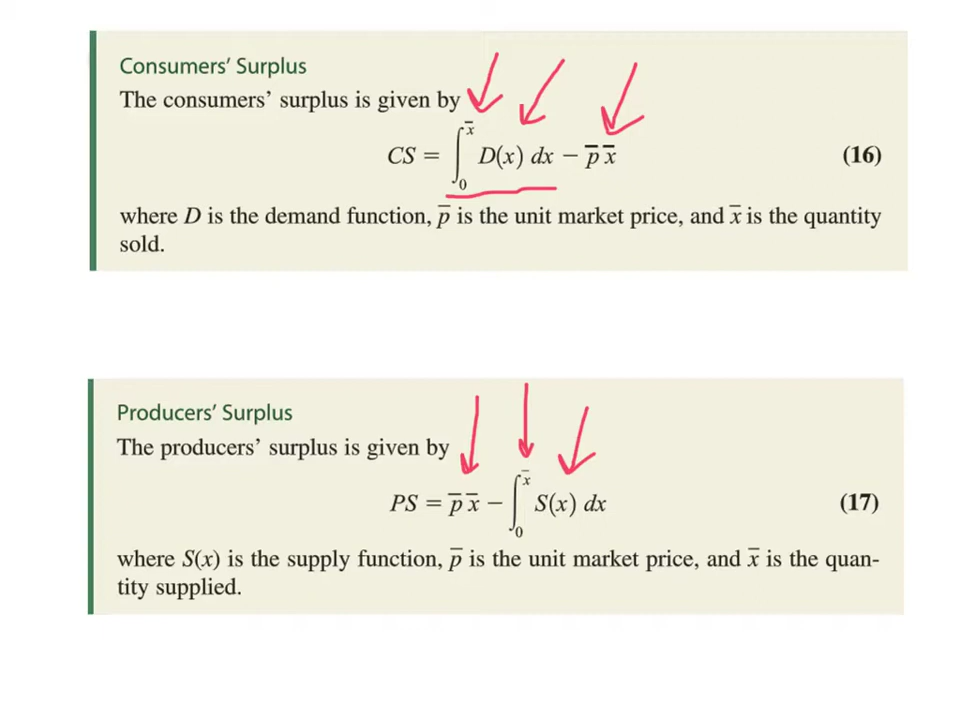 Consumers' Surplus
The consumers' surplus is given by
CS = ∫₀^x̄ D(x) dx − p̄ x̄ (16)
where D is the demand function, p̄ is the unit market price, and x̄ is the quantity
sold.
Producers' Surplus
The producers' surplus is given by
PS = p̄ x̄ − ∫₀^x̄ S(x) dx (17)
where S(x) is the supply function, p̄ is the unit market price, and x̄ is the quan-
tity supplied.